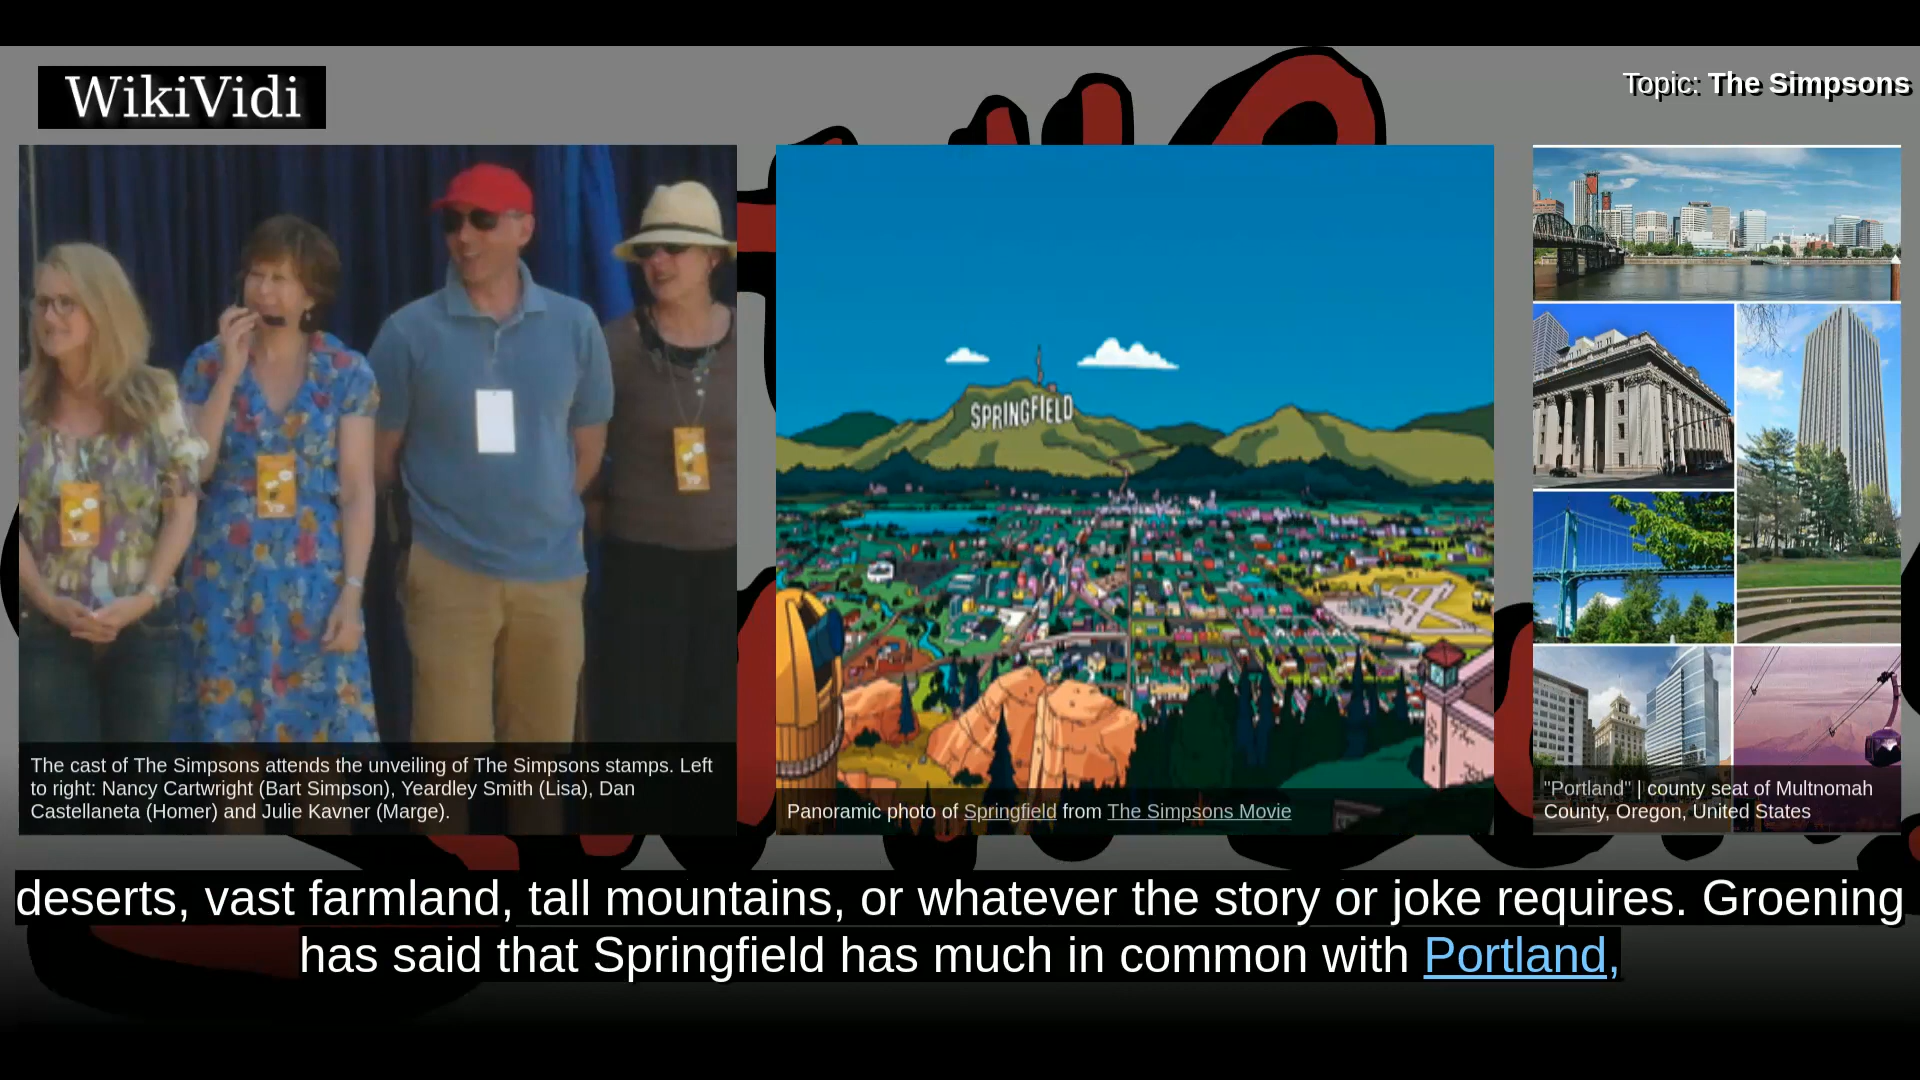 WikiVidi
Topic: The Simpsons
SPRINGFIELD
The cast of The Simpsons attends the unveiling of The Simpsons stamps. Left
to right: Nancy Cartwright (Bart Simpson), Yeardley Smith (Lisa), Dan
Castellaneta (Homer) and Julie Kavner (Marge).
Panoramic photo of Springfield from The Simpsons Movie
"Portland" | county seat of Multnomah
County, Oregon, United States
deserts, vast farmland, tall mountains, or whatever the story or joke requires. Groening
has said that Springfield has much in common with Portland,